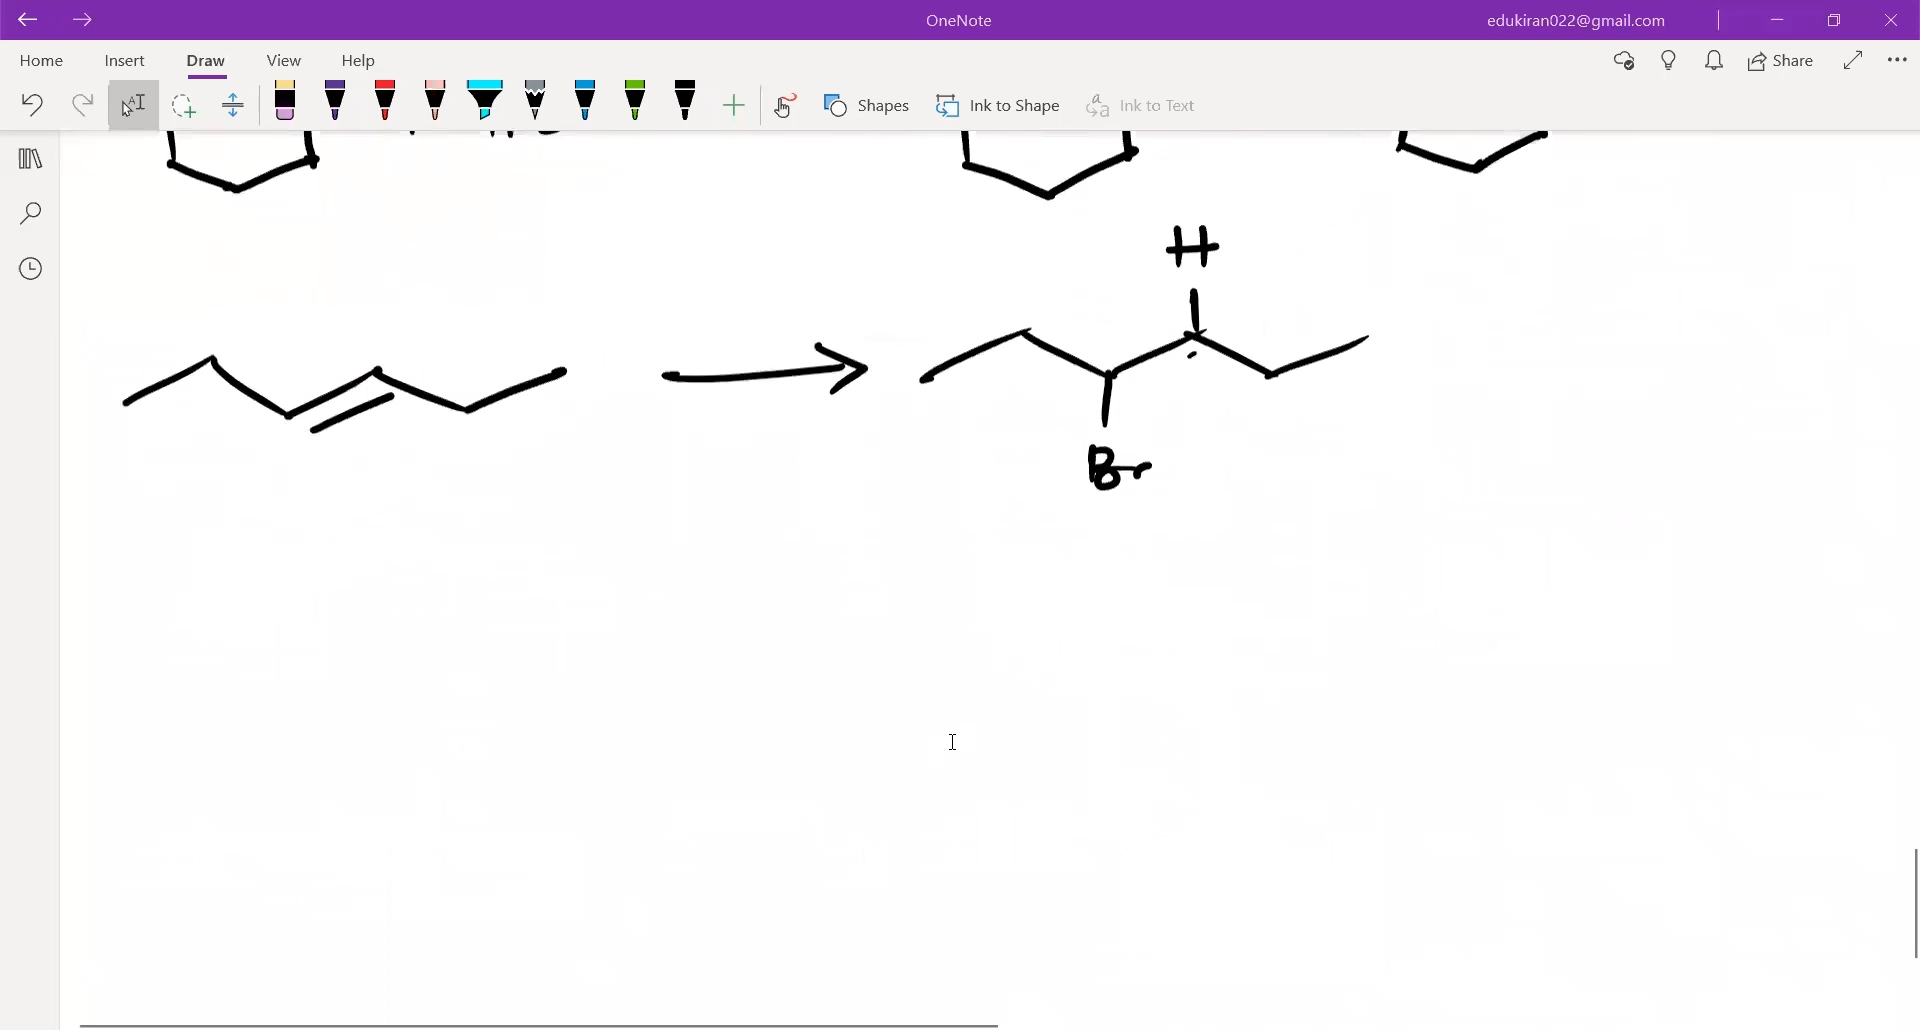 OneNote
edukiran022@gmail.com
Home Insert Draw View Help
Share
Shapes Ink to Shape Ink to Text
H
Br